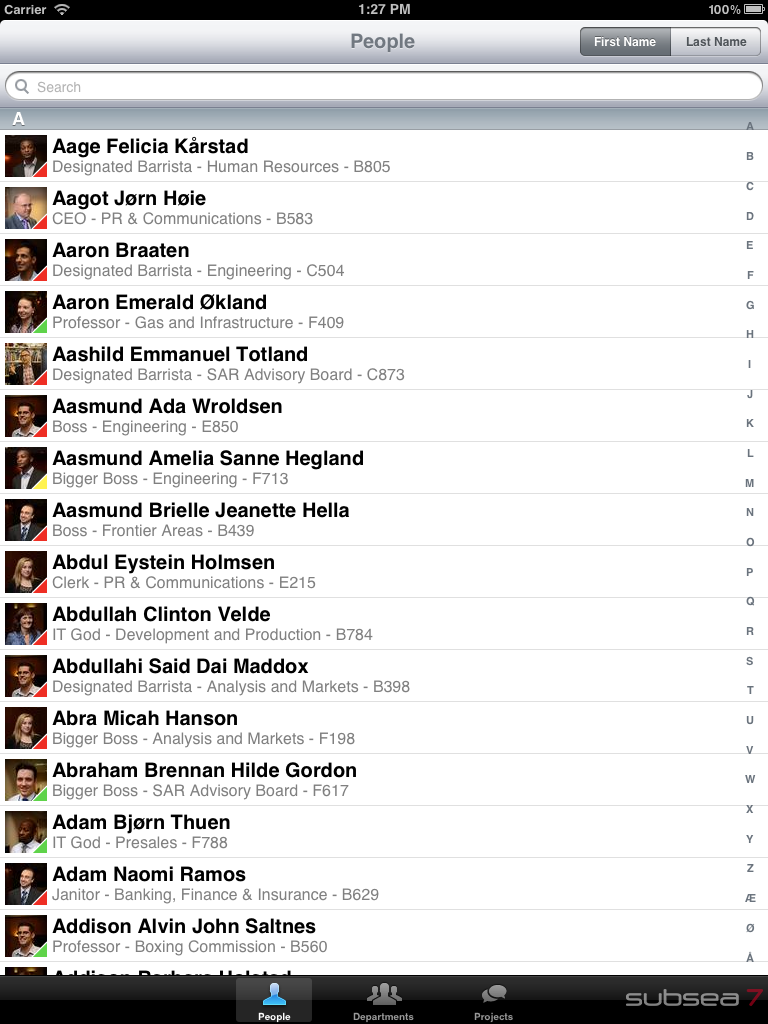 Carrier 1:27 PM 100%
People First Name Last Name
Search
A
Aage Felicia Kårstad
Designated Barrista - Human Resources - B805
Aagot Jørn Høie
CEO - PR & Communications - B583
Aaron Braaten
Designated Barrista - Engineering - C504
Aaron Emerald Økland
Professor - Gas and Infrastructure - F409
Aashild Emmanuel Totland
Designated Barrista - SAR Advisory Board - C873
Aasmund Ada Wroldsen
Boss - Engineering - E850
Aasmund Amelia Sanne Hegland
Bigger Boss - Engineering - F713
Aasmund Brielle Jeanette Hella
Boss - Frontier Areas - B439
Abdul Eystein Holmsen
Clerk - PR & Communications - E215
Abdullah Clinton Velde
IT God - Development and Production - B784
Abdullahi Said Dai Maddox
Designated Barrista - Analysis and Markets - B398
Abra Micah Hanson
Bigger Boss - Analysis and Markets - F198
Abraham Brennan Hilde Gordon
Bigger Boss - SAR Advisory Board - F617
Adam Bjørn Thuen
IT God - Presales - F788
Adam Naomi Ramos
Janitor - Banking, Finance & Insurance - B629
Addison Alvin John Saltnes
Professor - Boxing Commission - B560
A
B
C
D
E
F
G
H
I
J
K
L
M
N
O
P
Q
R
S
T
U
V
W
X
Y
Z
Æ
Ø
Å
People Departments Projects
subsea 7